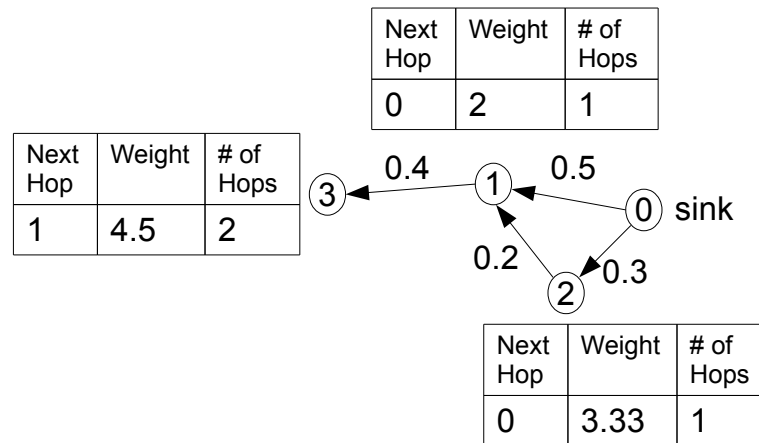 Next Hop Weight # of Hops
0 2 1
Next Hop Weight # of Hops
1 4.5 2
3 0.4 1 0.5 0 sink
0.2 2 0.3
Next Hop Weight # of Hops
0 3.33 1